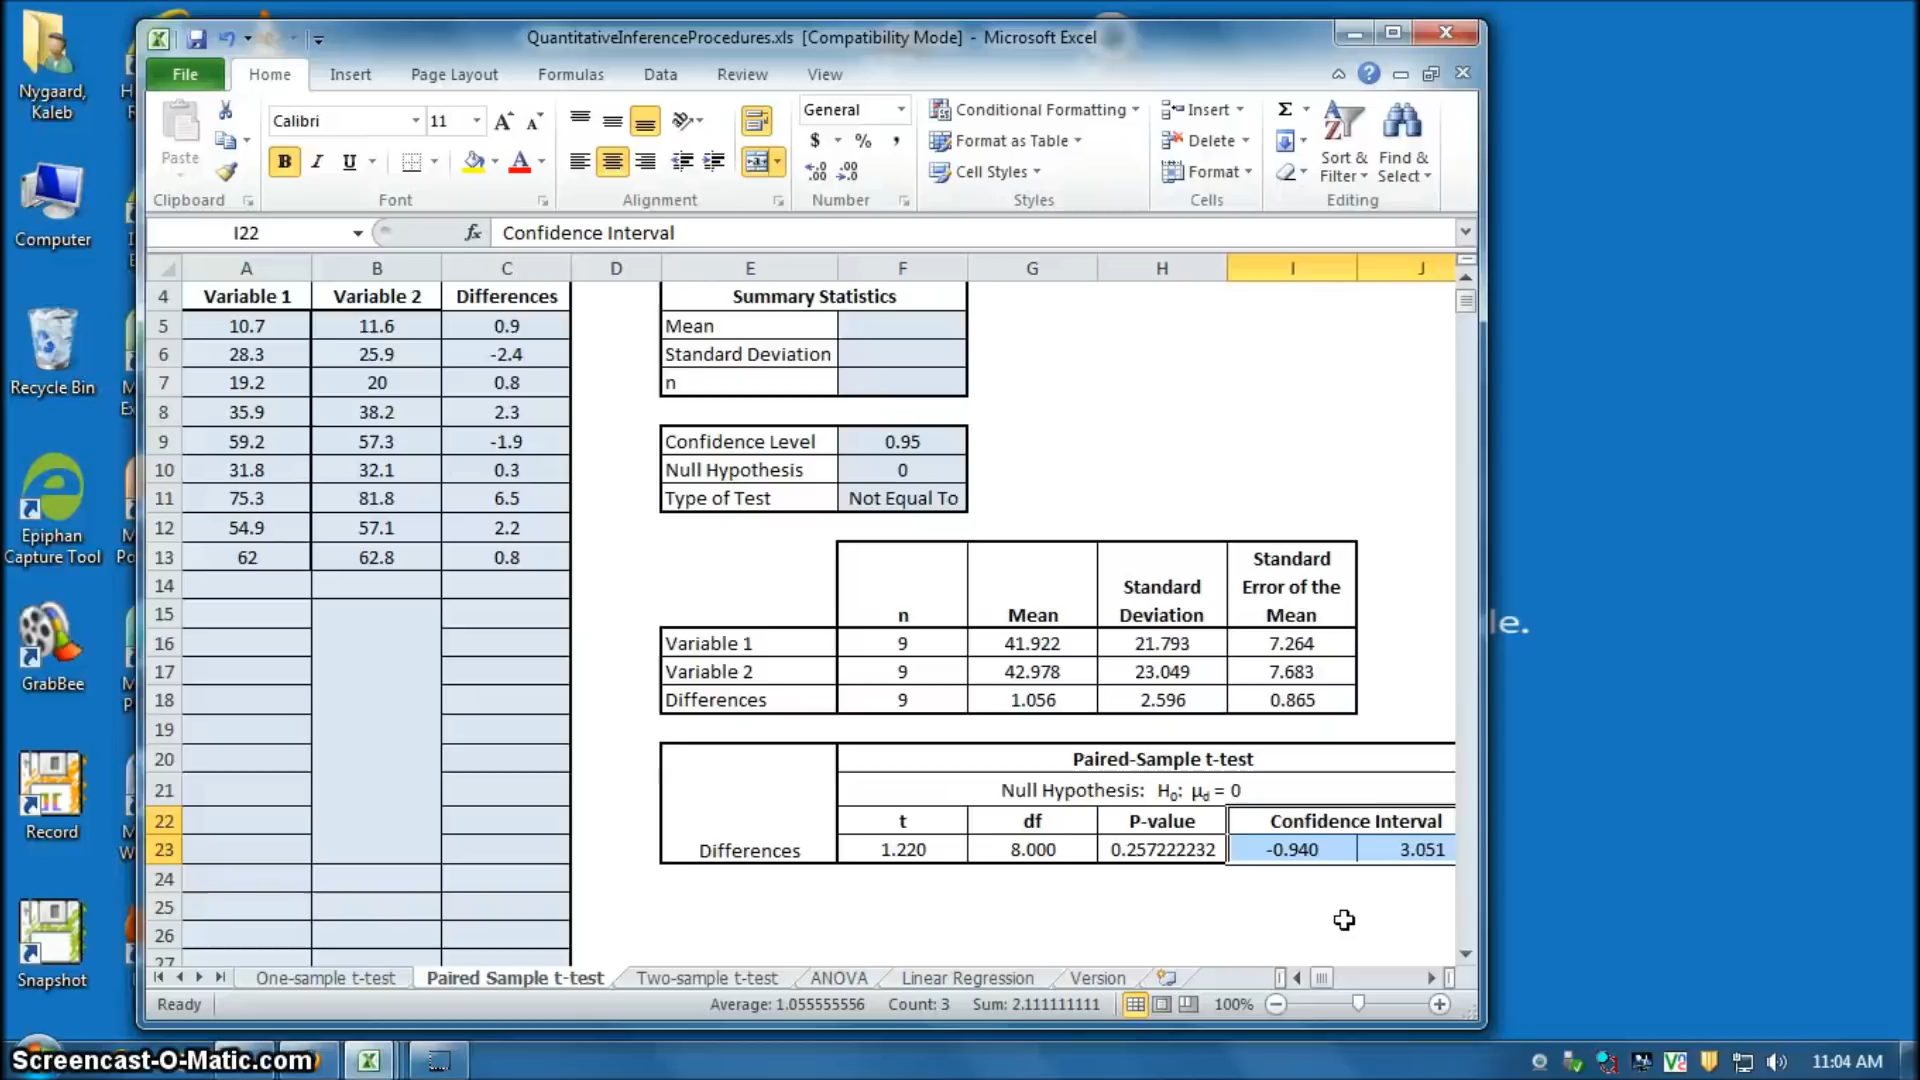 QuantitativeInferenceProcedures.xls [Compatibility Mode] - Microsoft Excel
File Home Insert Page Layout Formulas Data Review View
Paste
Calibri 11
B I U A
General
$ % ,
Conditional Formatting
Format as Table
Cell Styles
Insert
Delete
Format
Σ
Sort & Filter
Find & Select
Clipboard Font Alignment Number Styles Cells Editing
I22 fx Confidence Interval
A B C D E F G H I J
4 Variable 1 Variable 2 Differences Summary Statistics
5 10.7 11.6 0.9 Mean
6 28.3 25.9 -2.4 Standard Deviation
7 19.2 20 0.8 n
8 35.9 38.2 2.3
9 59.2 57.3 -1.9 Confidence Level 0.95
10 31.8 32.1 0.3 Null Hypothesis 0
11 75.3 81.8 6.5 Type of Test Not Equal To
12 54.9 57.1 2.2
13 62 62.8 0.8
14
15 n Mean Standard Deviation Standard Error of the Mean
16 Variable 1 9 41.922 21.793 7.264
17 Variable 2 9 42.978 23.049 7.683
18 Differences 9 1.056 2.596 0.865
19
20 Paired-Sample t-test
21 Null Hypothesis: H₀: μd = 0
22 t df P-value Confidence Interval
23 Differences 1.220 8.000 0.257222232 -0.940 3.051
24
25
26
27
One-sample t-test Paired Sample t-test Two-sample t-test ANOVA Linear Regression Version
Ready Average: 1.055555556 Count: 3 Sum: 2.111111111 100%
Nygaard, Kaleb
Computer
Recycle Bin
Epiphan Capture Tool
GrabBee
Record
Snapshot
le.
Screencast-O-Matic.com
11:04 AM